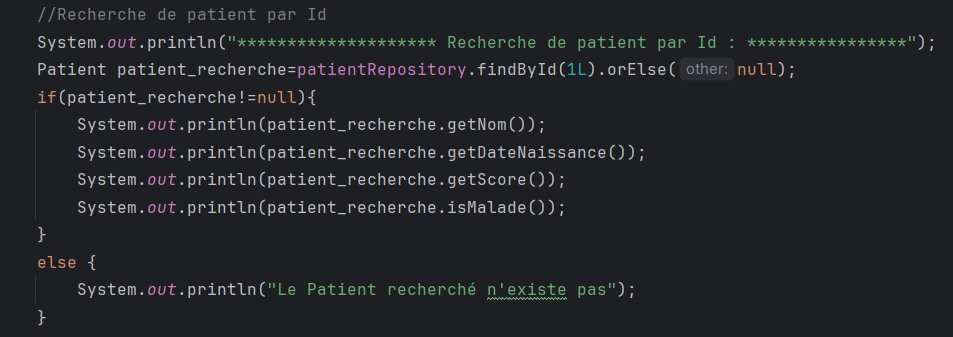 //Recherche de patient par Id
System.out.println("******************** Recherche de patient par Id : ****************");
Patient patient_recherche=patientRepository.findById(1L).orElse( other: null);
if(patient_recherche!=null){
    System.out.println(patient_recherche.getNom());
    System.out.println(patient_recherche.getDateNaissance());
    System.out.println(patient_recherche.getScore());
    System.out.println(patient_recherche.isMalade());
}
else {
    System.out.println("Le Patient recherché n'existe pas");
}